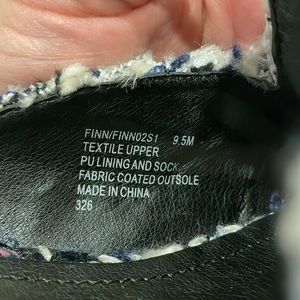 FINN/FINN02S1 9.5M
TEXTILE UPPER
PU LINING AND SOCK
FABRIC COATED OUTSOLE
MADE IN CHINA
326